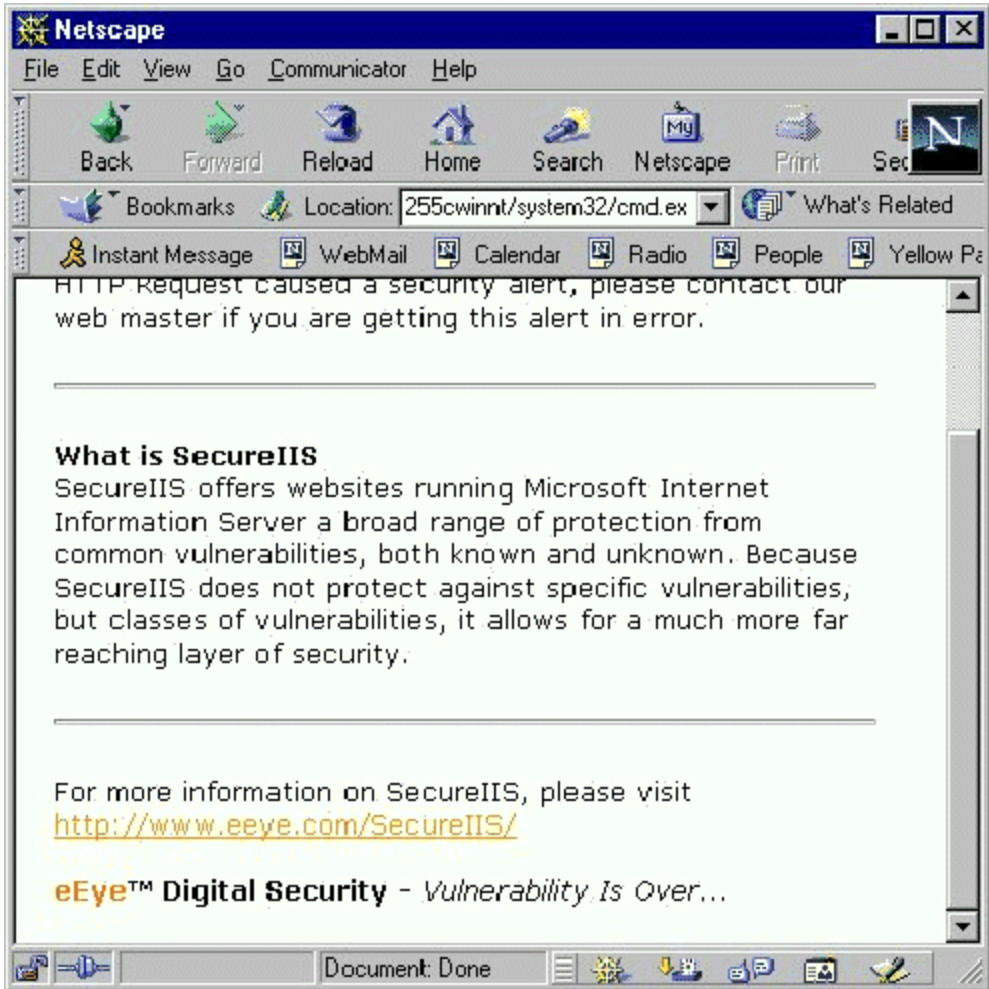 Netscape
File Edit View Go Communicator Help
Back Forward Reload Home Search Netscape Print Sec
My
N
Bookmarks Location: 255cwinnt/system32/cmd.ex What's Related
Instant Message WebMail Calendar Radio People Yellow Pa
HTTP Request caused a security alert, please contact our
web master if you are getting this alert in error.
What is SecureIIS
SecureIIS offers websites running Microsoft Internet
Information Server a broad range of protection from
common vulnerabilities, both known and unknown. Because
SecureIIS does not protect against specific vulnerabilities,
but classes of vulnerabilities, it allows for a much more far
reaching layer of security.
For more information on SecureIIS, please visit
http://www.eeye.com/SecureIIS/
eEye™ Digital Security - Vulnerability Is Over...
Document: Done